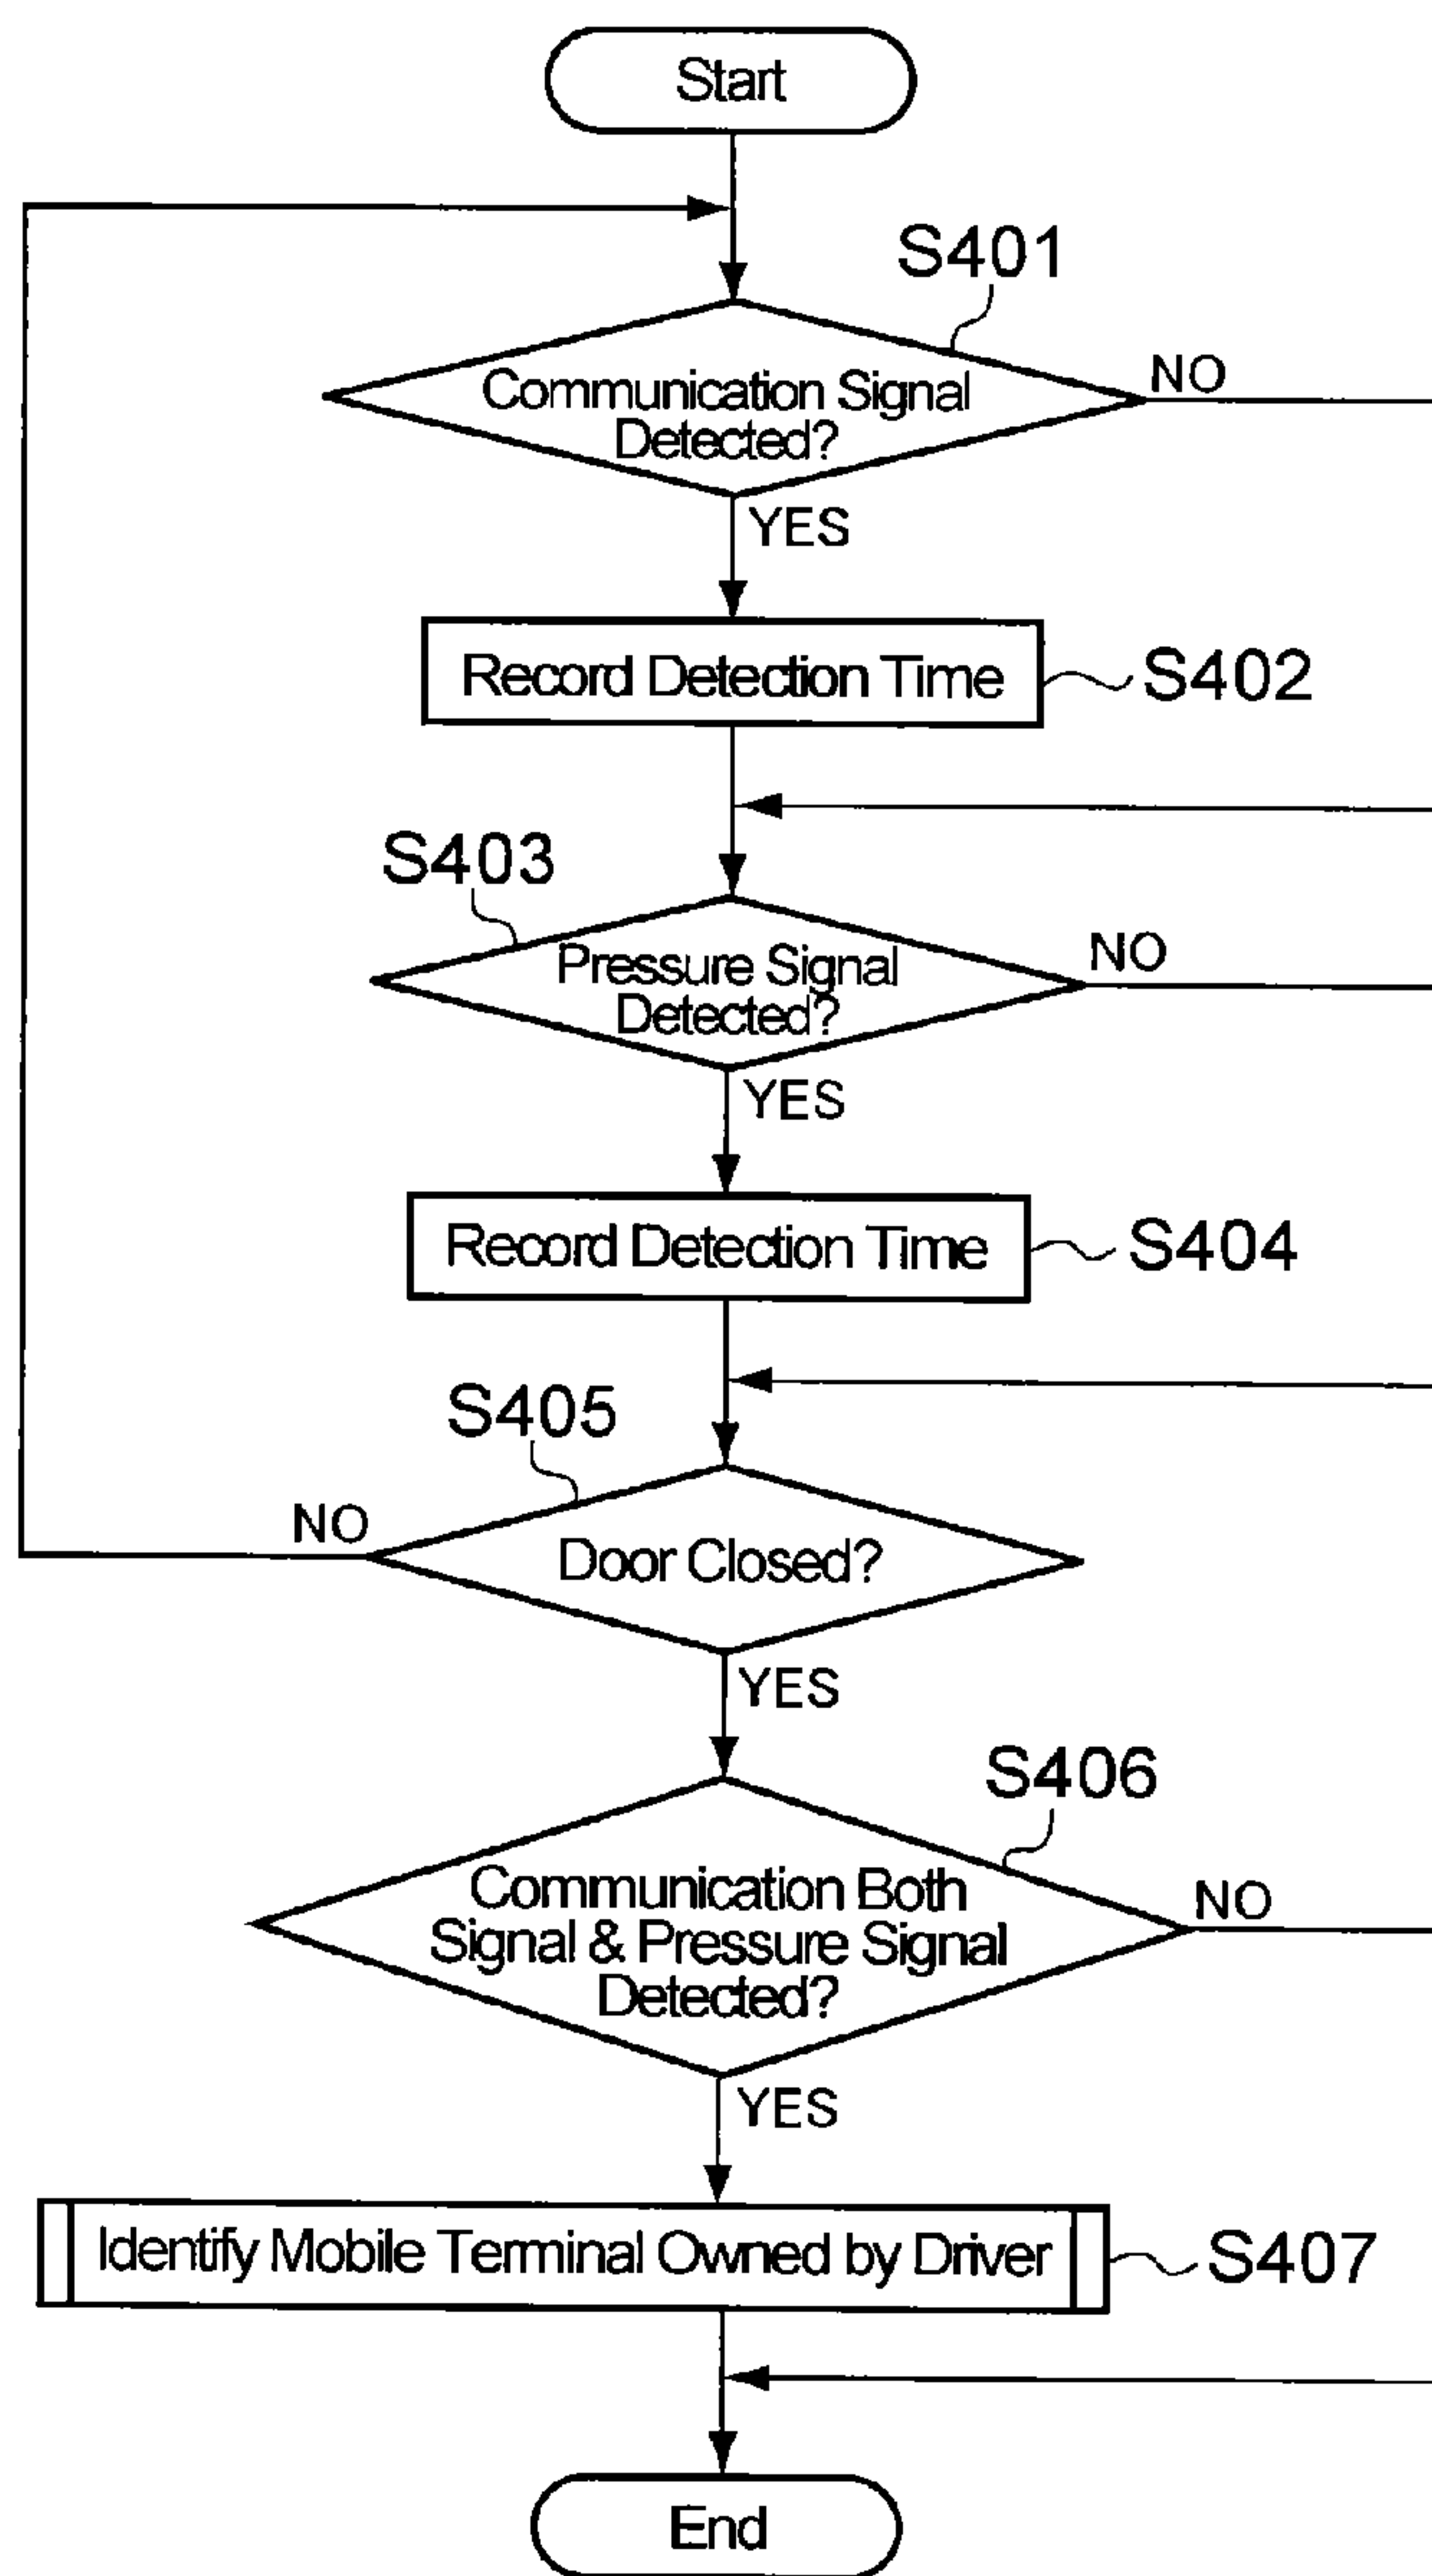 Start
S401
Communication Signal
Detected?
NO
YES
Record Detection Time
S402
S403
Pressure Signal
Detected?
NO
YES
Record Detection Time
S404
S405
NO
Door Closed?
YES
S406
Communication Both
Signal & Pressure Signal
Detected?
NO
YES
Identify Mobile Terminal Owned by Driver
S407
End